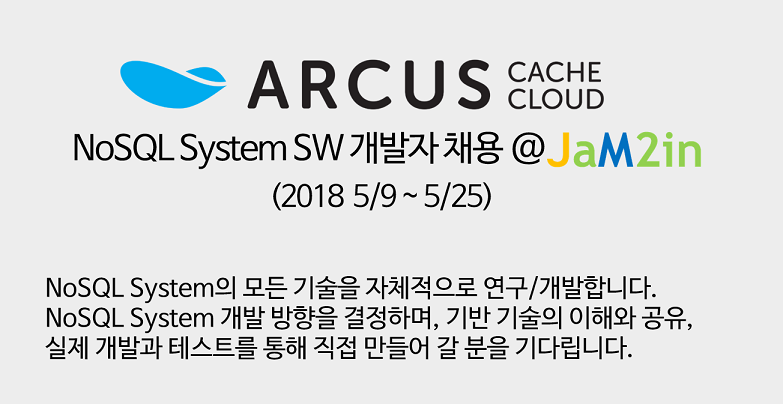 ARCUS CACHE CLOUD
NoSQL System SW 개발자 채용 @JaM2in
(2018 5/9 ~ 5/25)
NoSQL System의 모든 기술을 자체적으로 연구/개발합니다.
NoSQL System 개발 방향을 결정하며, 기반 기술의 이해와 공유,
실제 개발과 테스트를 통해 직접 만들어 갈 분을 기다립니다.